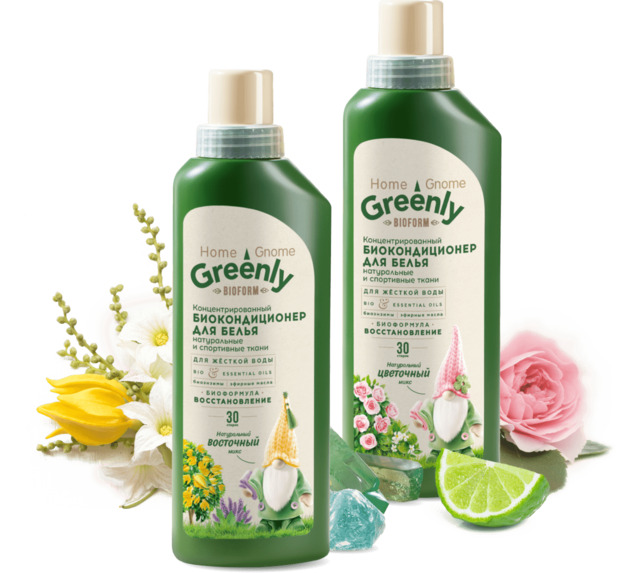 Home Gnome
Greenly
BIOFORM
Концентрированный
БИОКОНДИЦИОНЕР
ДЛЯ БЕЛЬЯ
натуральные
и спортивные ткани
ДЛЯ ЖЁСТКОЙ ВОДЫ
BIO & ESSENTIAL OILS
биоэнзимы эфирные масла
· БИОФОРМУЛА ·
ВОССТАНОВЛЕНИЕ
30
Натуральный
восточный
микс
Home Gnome
Greenly
BIOFORM
Концентрированный
БИОКОНДИЦИОНЕР
ДЛЯ БЕЛЬЯ
натуральные
и спортивные ткани
ДЛЯ ЖЁСТКОЙ ВОДЫ
BIO & ESSENTIAL OILS
биоэнзимы эфирные масла
· БИОФОРМУЛА ·
ВОССТАНОВЛЕНИЕ
30
Натуральный
цветочный
микс